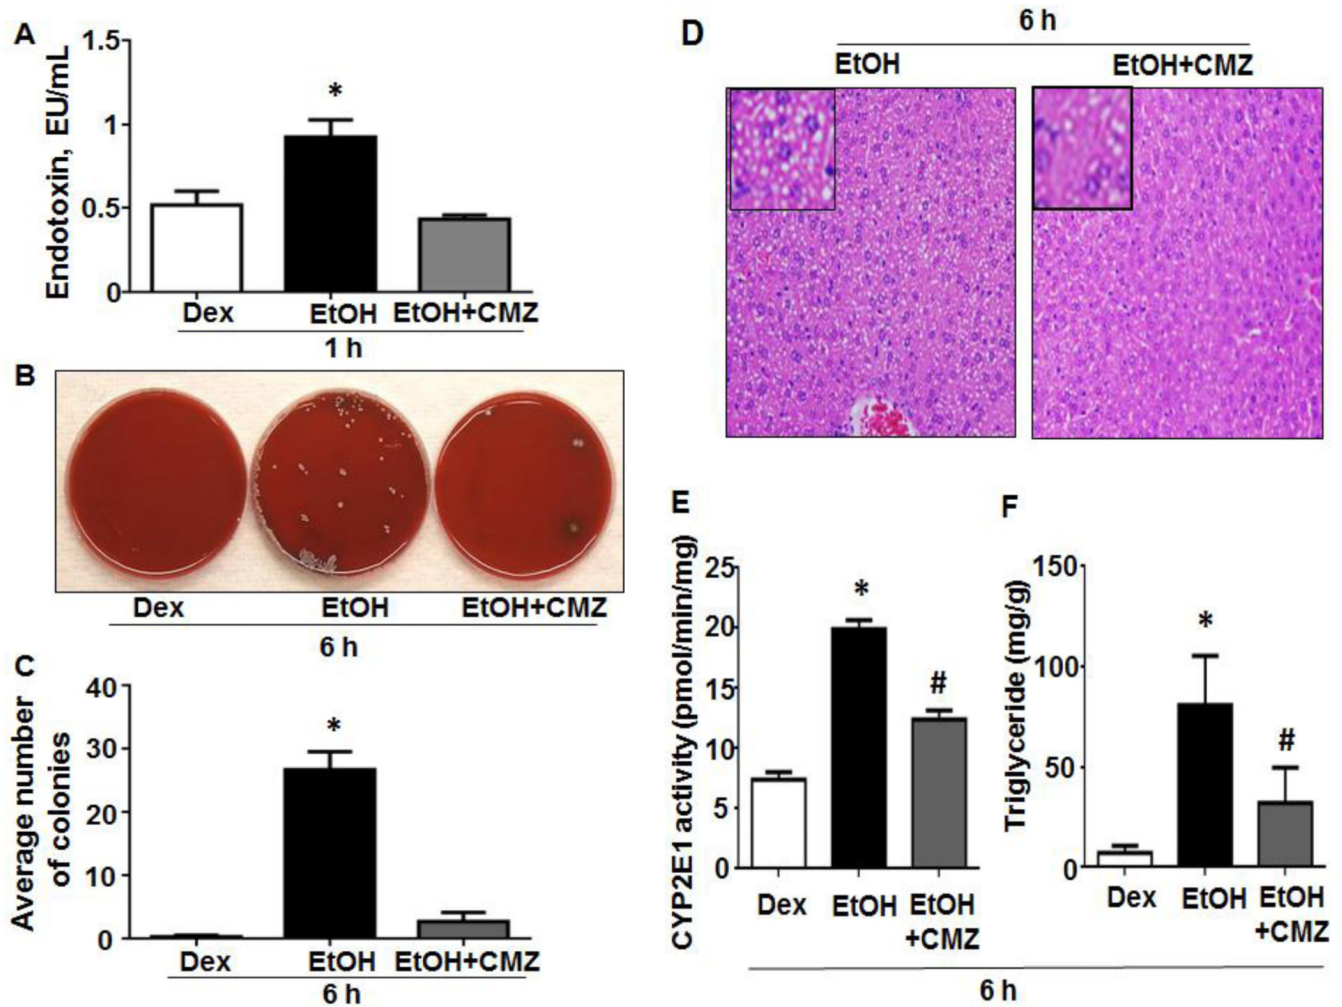 A
Endotoxin, EU/mL
1.5
1
0.5
0
*
Dex EtOH EtOH+CMZ
1 h
B
Dex EtOH EtOH+CMZ
6 h
C
Average number
of colonies
40
30
20
10
0
*
Dex EtOH EtOH+CMZ
6 h
D
6 h
EtOH EtOH+CMZ
E
CYP2E1 activity (pmol/min/mg)
25
20
15
10
5
0
*
#
Dex EtOH EtOH
+CMZ
F
Triglyceride (mg/g)
150
100
50
0
*
#
Dex EtOH EtOH
+CMZ
6 h